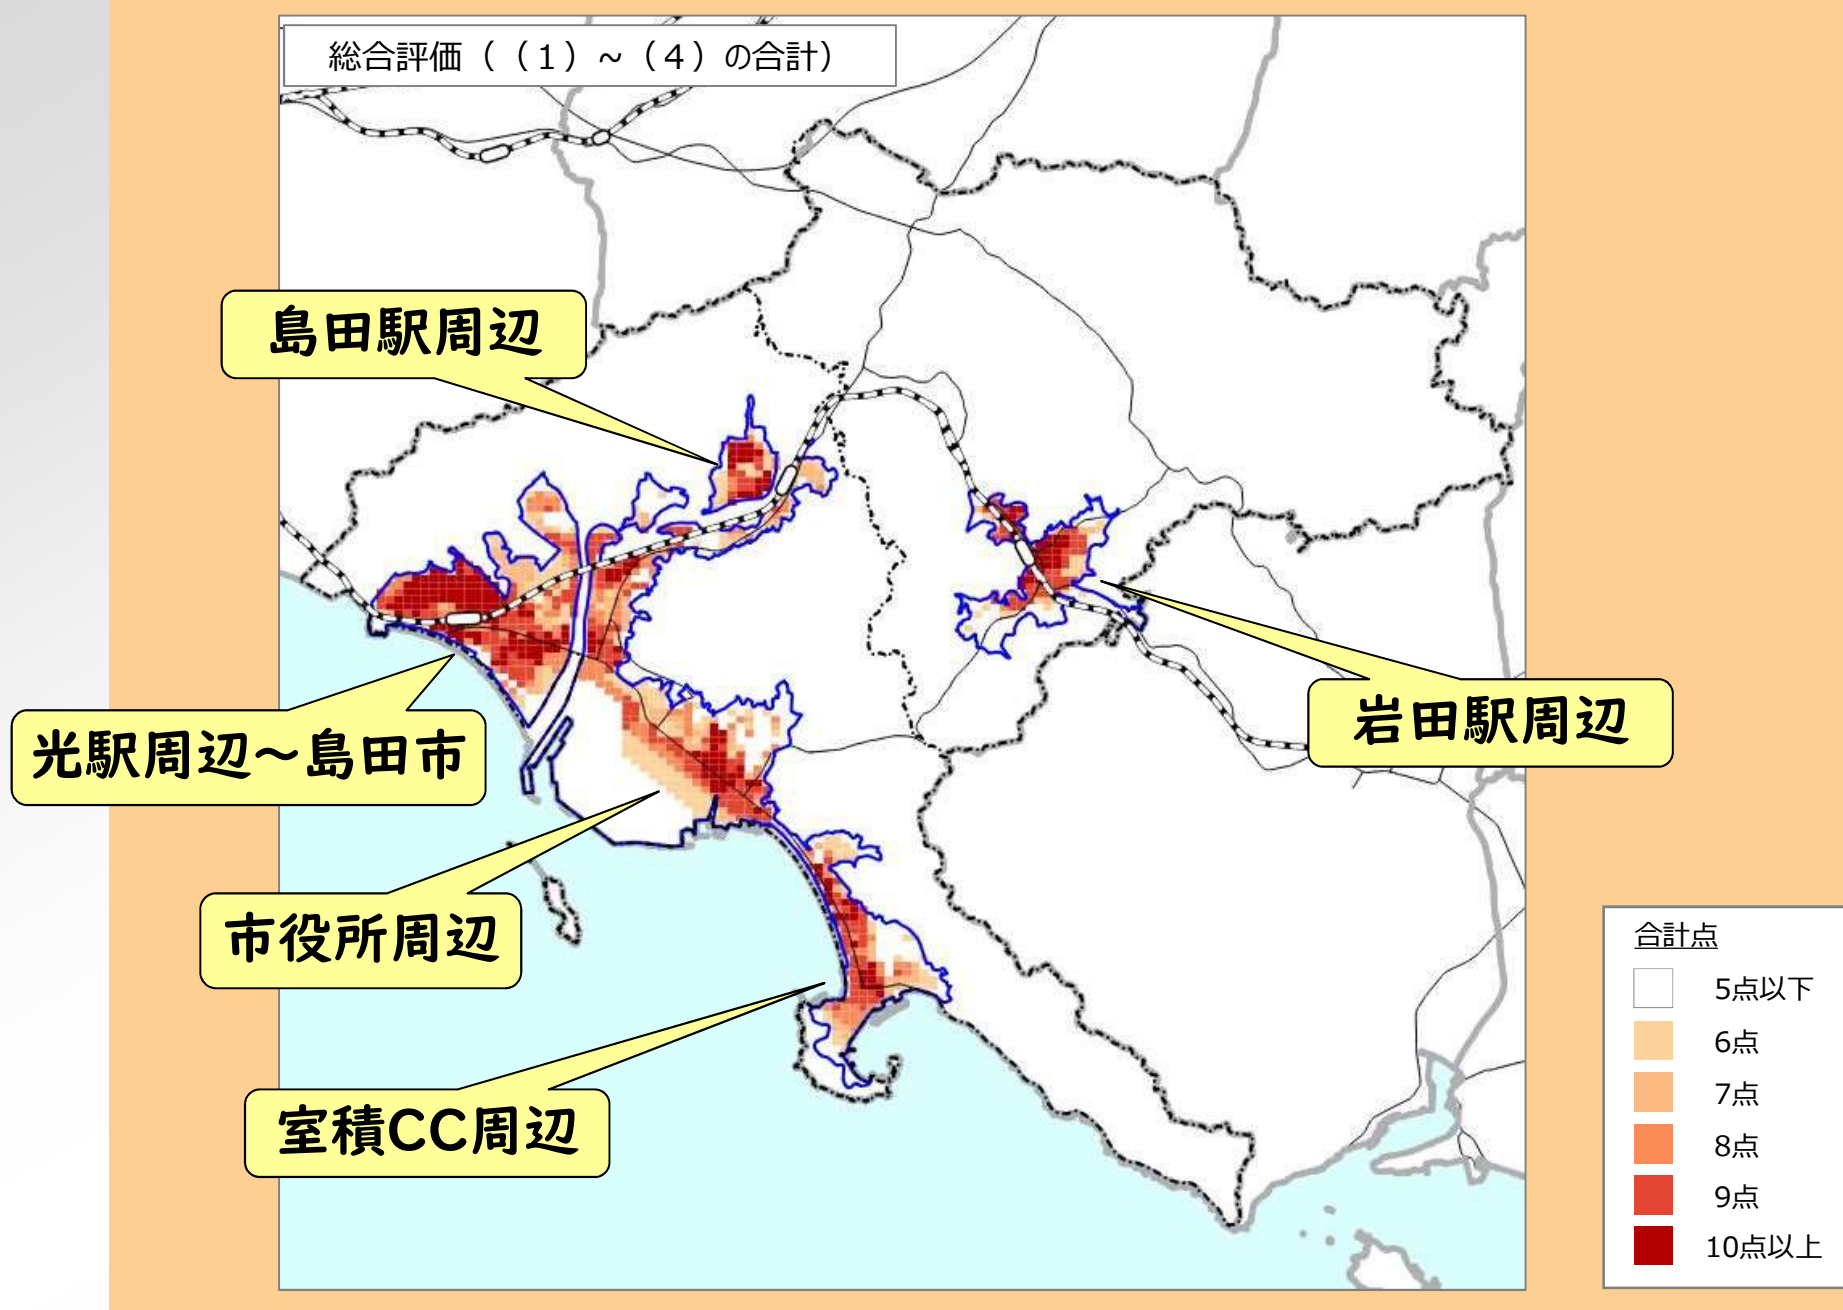 総合評価（（1）～（4）の合計）
島田駅周辺
光駅周辺～島田市
岩田駅周辺
市役所周辺
室積CC周辺
合計点
5点以下
6点
7点
8点
9点
10点以上